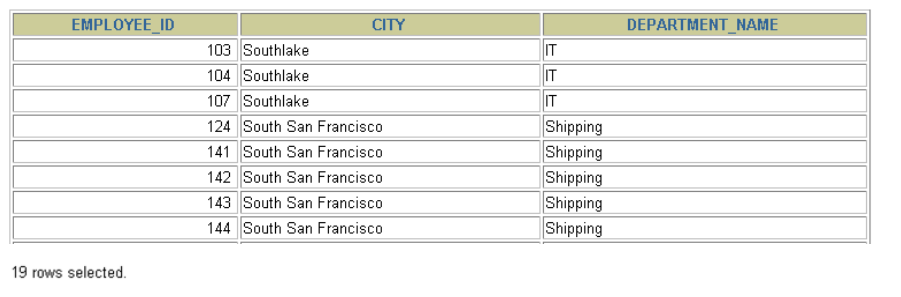 EMPLOYEE_ID CITY DEPARTMENT_NAME
103 Southlake IT
104 Southlake IT
107 Southlake IT
124 South San Francisco Shipping
141 South San Francisco Shipping
142 South San Francisco Shipping
143 South San Francisco Shipping
144 South San Francisco Shipping
19 rows selected.